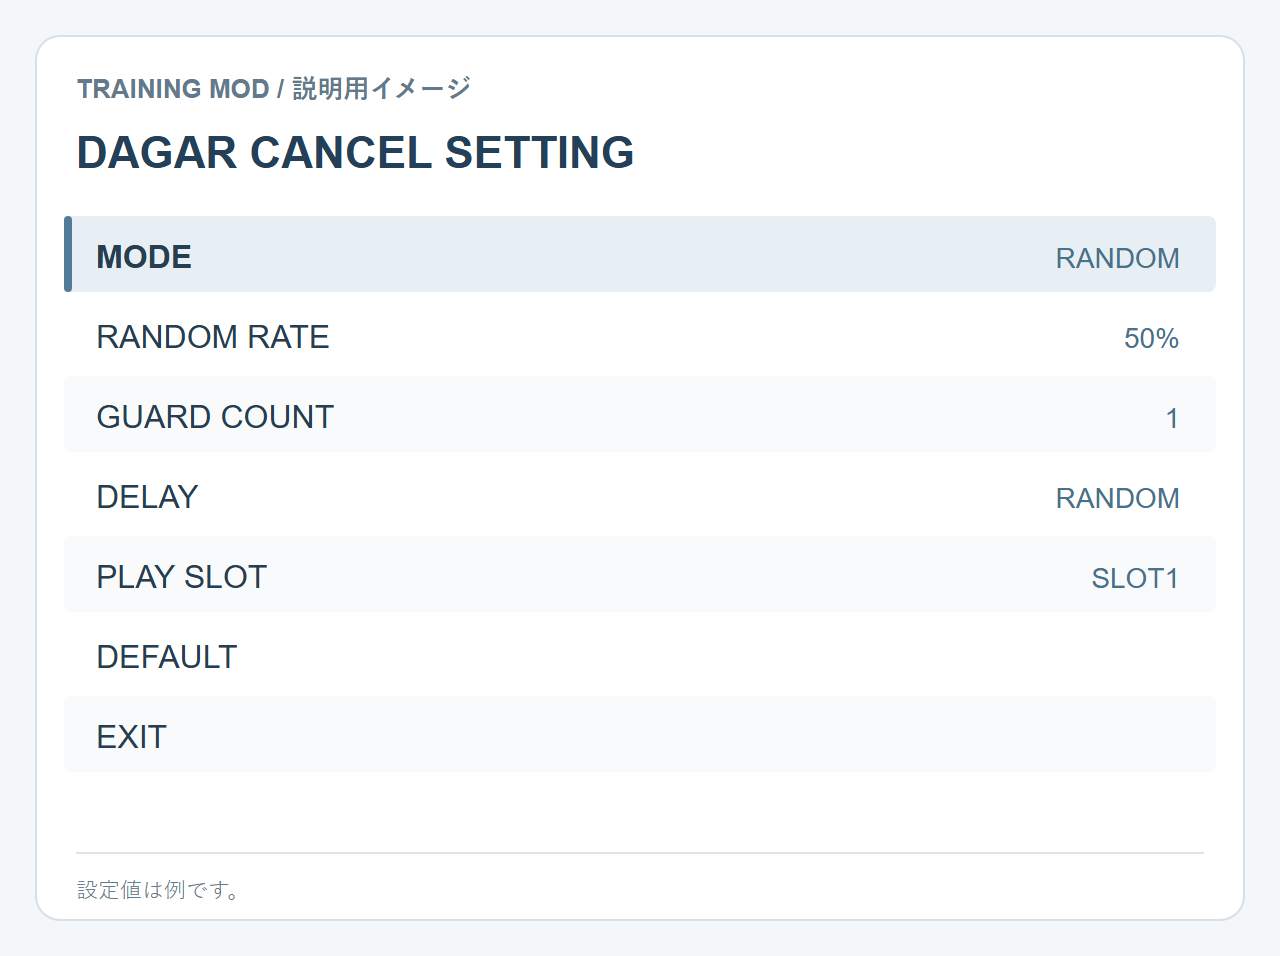 TRAINING MOD / 説明用イメージ
DAGAR CANCEL SETTING
MODE RANDOM
RANDOM RATE 50%
GUARD COUNT 1
DELAY RANDOM
PLAY SLOT SLOT1
DEFAULT
EXIT
設定値は例です。